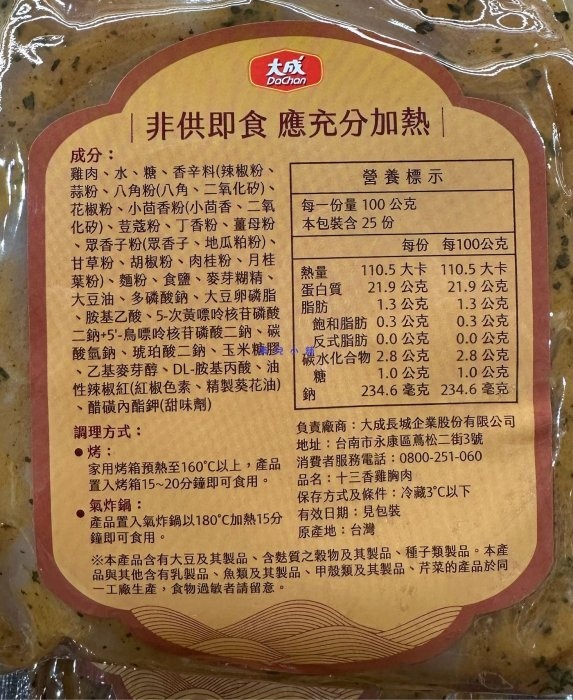 大成
DaChan
非供即食 應充分加熱
成分：
雞肉、水、糖、香辛料(辣椒粉、
蒜粉、八角粉(八角、二氧化矽)、
花椒粉、小茴香粉(小茴香、二氧
化矽)、荳蔻粉、丁香粉、薑母粉
、眾香子粉(眾香子、地瓜粕粉)、
甘草粉、胡椒粉、肉桂粉、月桂
葉粉)、麵粉、食鹽、麥芽糊精、
大豆油、多磷酸鈉、大豆卵磷脂
、胺基乙酸、5-次黃嘌呤核苷磷酸
二鈉+5'-鳥嘌呤核苷磷酸二鈉、碳
酸氫鈉、琥珀酸二鈉、玉米糖膠
、乙基麥芽醇、DL-胺基丙酸、油
性辣椒紅(紅椒色素、精製葵花油)
、醋磺內酯鉀(甜味劑)
調理方式：
●烤：
家用烤箱預熱至160°C以上，產品
置入烤箱15~20分鐘即可食用。
●氣炸鍋：
產品置入氣炸鍋以180°C加熱15分
鐘即可食用。
營養標示
每一份量 100 公克
本包裝含 25 份
每份 每100公克
熱量 110.5 大卡 110.5 大卡
蛋白質 21.9 公克 21.9 公克
脂肪 1.3 公克 1.3 公克
飽和脂肪 0.3 公克 0.3 公克
反式脂肪 0.0 公克 0.0 公克
碳水化合物 2.8 公克 2.8 公克
糖 1.0 公克 1.0 公克
鈉 234.6 毫克 234.6 毫克
負責廠商：大成長城企業股份有限公司
地址：台南市永康區蔦松二街3號
消費者服務電話：0800-251-060
品名：十三香雞胸肉
保存方式及條件：冷藏3°C以下
有效日期：見包裝
原產地：台灣
※本產品含有大豆及其製品、含麩質之穀物及其製品、種子類製品。本產
品與其他含有乳製品、魚類及其製品、甲殼類及其製品、芹菜的產品於同
一工廠生產，食物過敏者請留意。